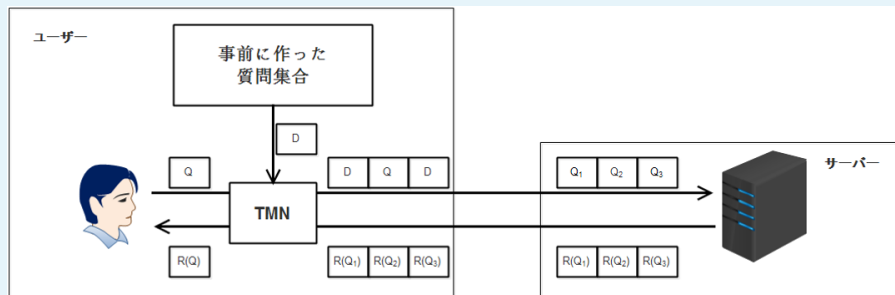 ユーザー
事前に作った
質問集合
D
Q
D Q D
Q₁ Q₂ Q₃
サーバー
TMN
R(Q)
R(Q₁) R(Q₂) R(Q₃)
R(Q₁) R(Q₂) R(Q₃)